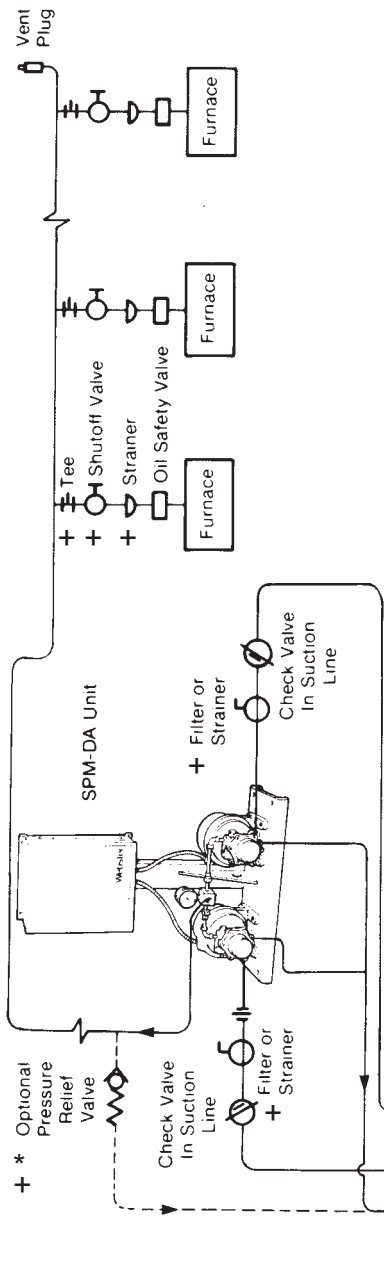 Vent
Plug
Furnace
Furnace
+ Tee
+ Shutoff Valve
+ Strainer
Oil Safety Valve
Furnace
SPM-DA Unit
Webster
+ Filter or
Strainer
Check Valve
In Suction
Line
+ * Optional
Pressure
Relief
Valve
Check Valve
In Suction
Line
+ Filter or
Strainer